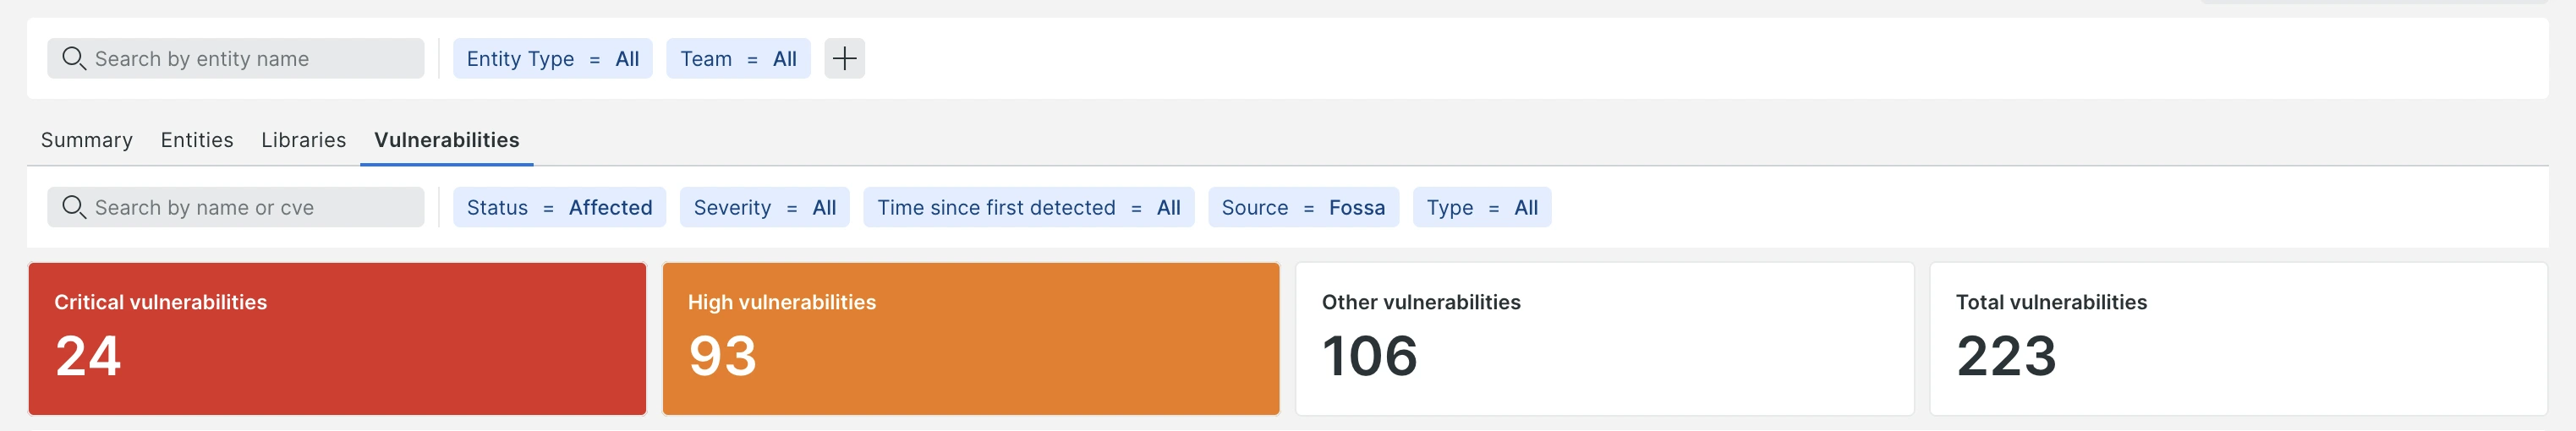 Search by entity name Entity Type = All Team = All
Summary Entities Libraries Vulnerabilities
Search by name or cve Status = Affected Severity = All Time since first detected = All Source = Fossa Type = All
Critical vulnerabilities
24
High vulnerabilities
93
Other vulnerabilities
106
Total vulnerabilities
223